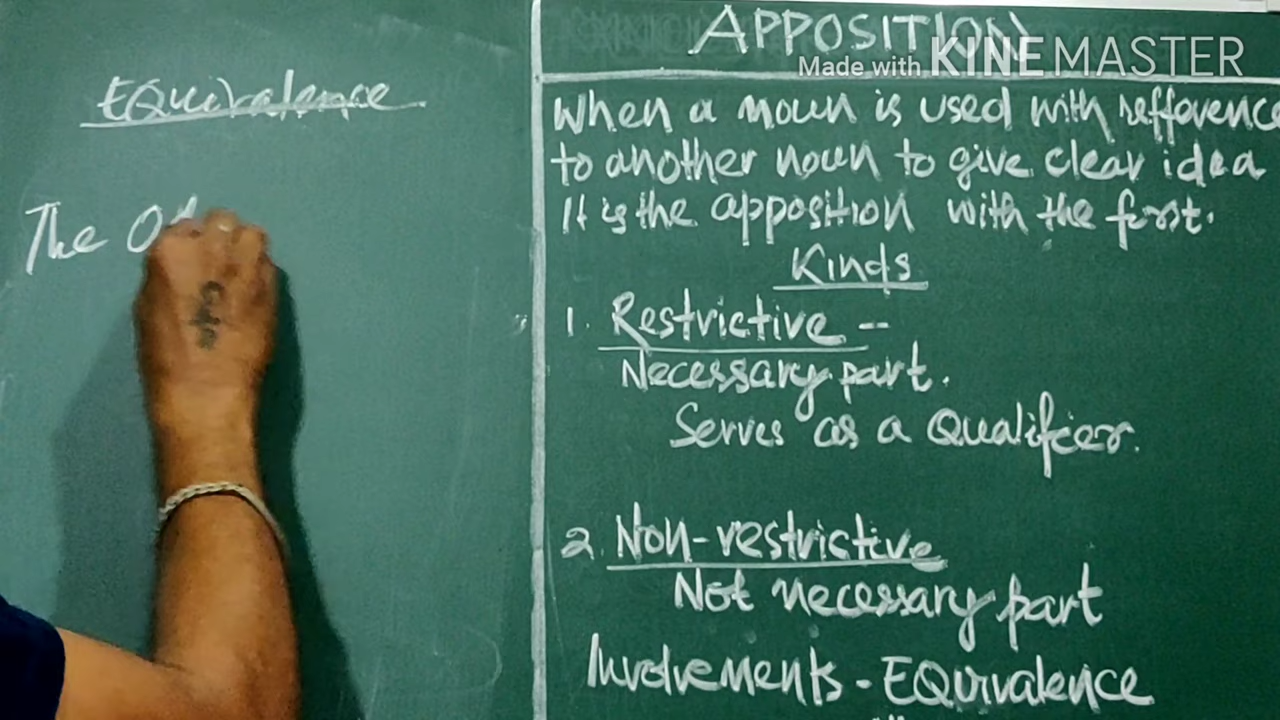 Equivalence
The
APPOSITION
Made with KINEMASTER
When a noun is used with refference
to another noun to give clear idea
It is the apposition with the first.
Kinds
1. Restrictive --
Necessary part.
Serves as a Qualifier.
2. Non-restrictive
Not necessary part
Involvements - EQuivalence